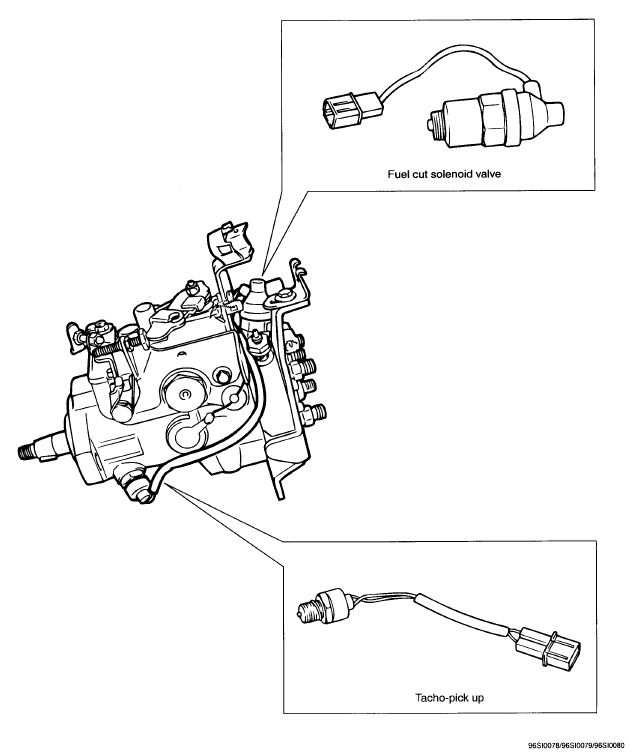 Fuel cut solenoid valve
Tacho-pick up
96SI0078/96SI0079/96SI0080